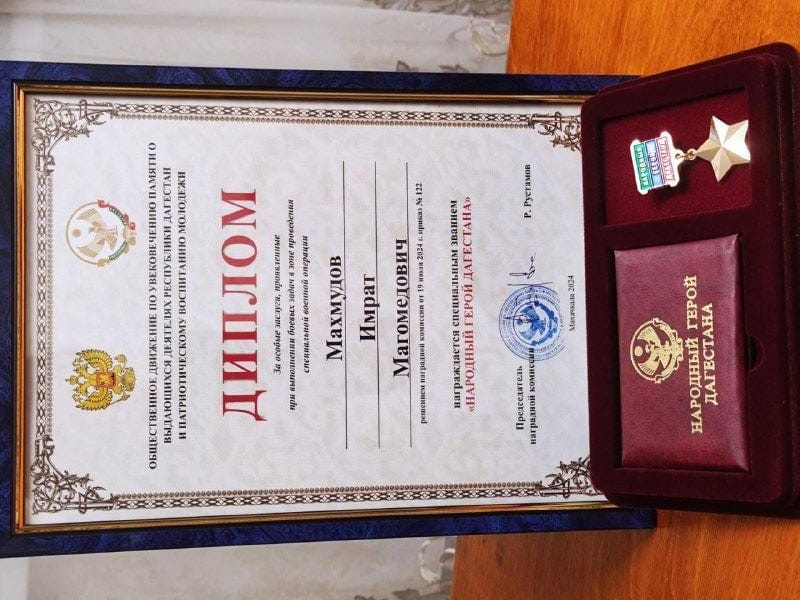 ОБЩЕСТВЕННОЕ ДВИЖЕНИЕ ПО УВЕКОВЕЧЕНИЮ ПАМЯТИ О
ВЫДАЮЩИХСЯ ДЕЯТЕЛЯХ РЕСПУБЛИКИ ДАГЕСТАН
И ПАТРИОТИЧЕСКОМУ ВОСПИТАНИЮ МОЛОДЕЖИ
ДИПЛОМ
За особые заслуги, проявленные
при выполнении боевых задач в зоне проведения
специальной военной операции
Махмудов
Имрат
Магомедович
решением наградной комиссии от 19 июля 2024 г. приказ № 122
награждается специальным званием
«НАРОДНЫЙ ГЕРОЙ ДАГЕСТАНА»
Председатель
наградной комиссии
Р. Рустамов
Махачкала 2024
НАРОДНЫЙ ГЕРОЙ
ДАГЕСТАНА